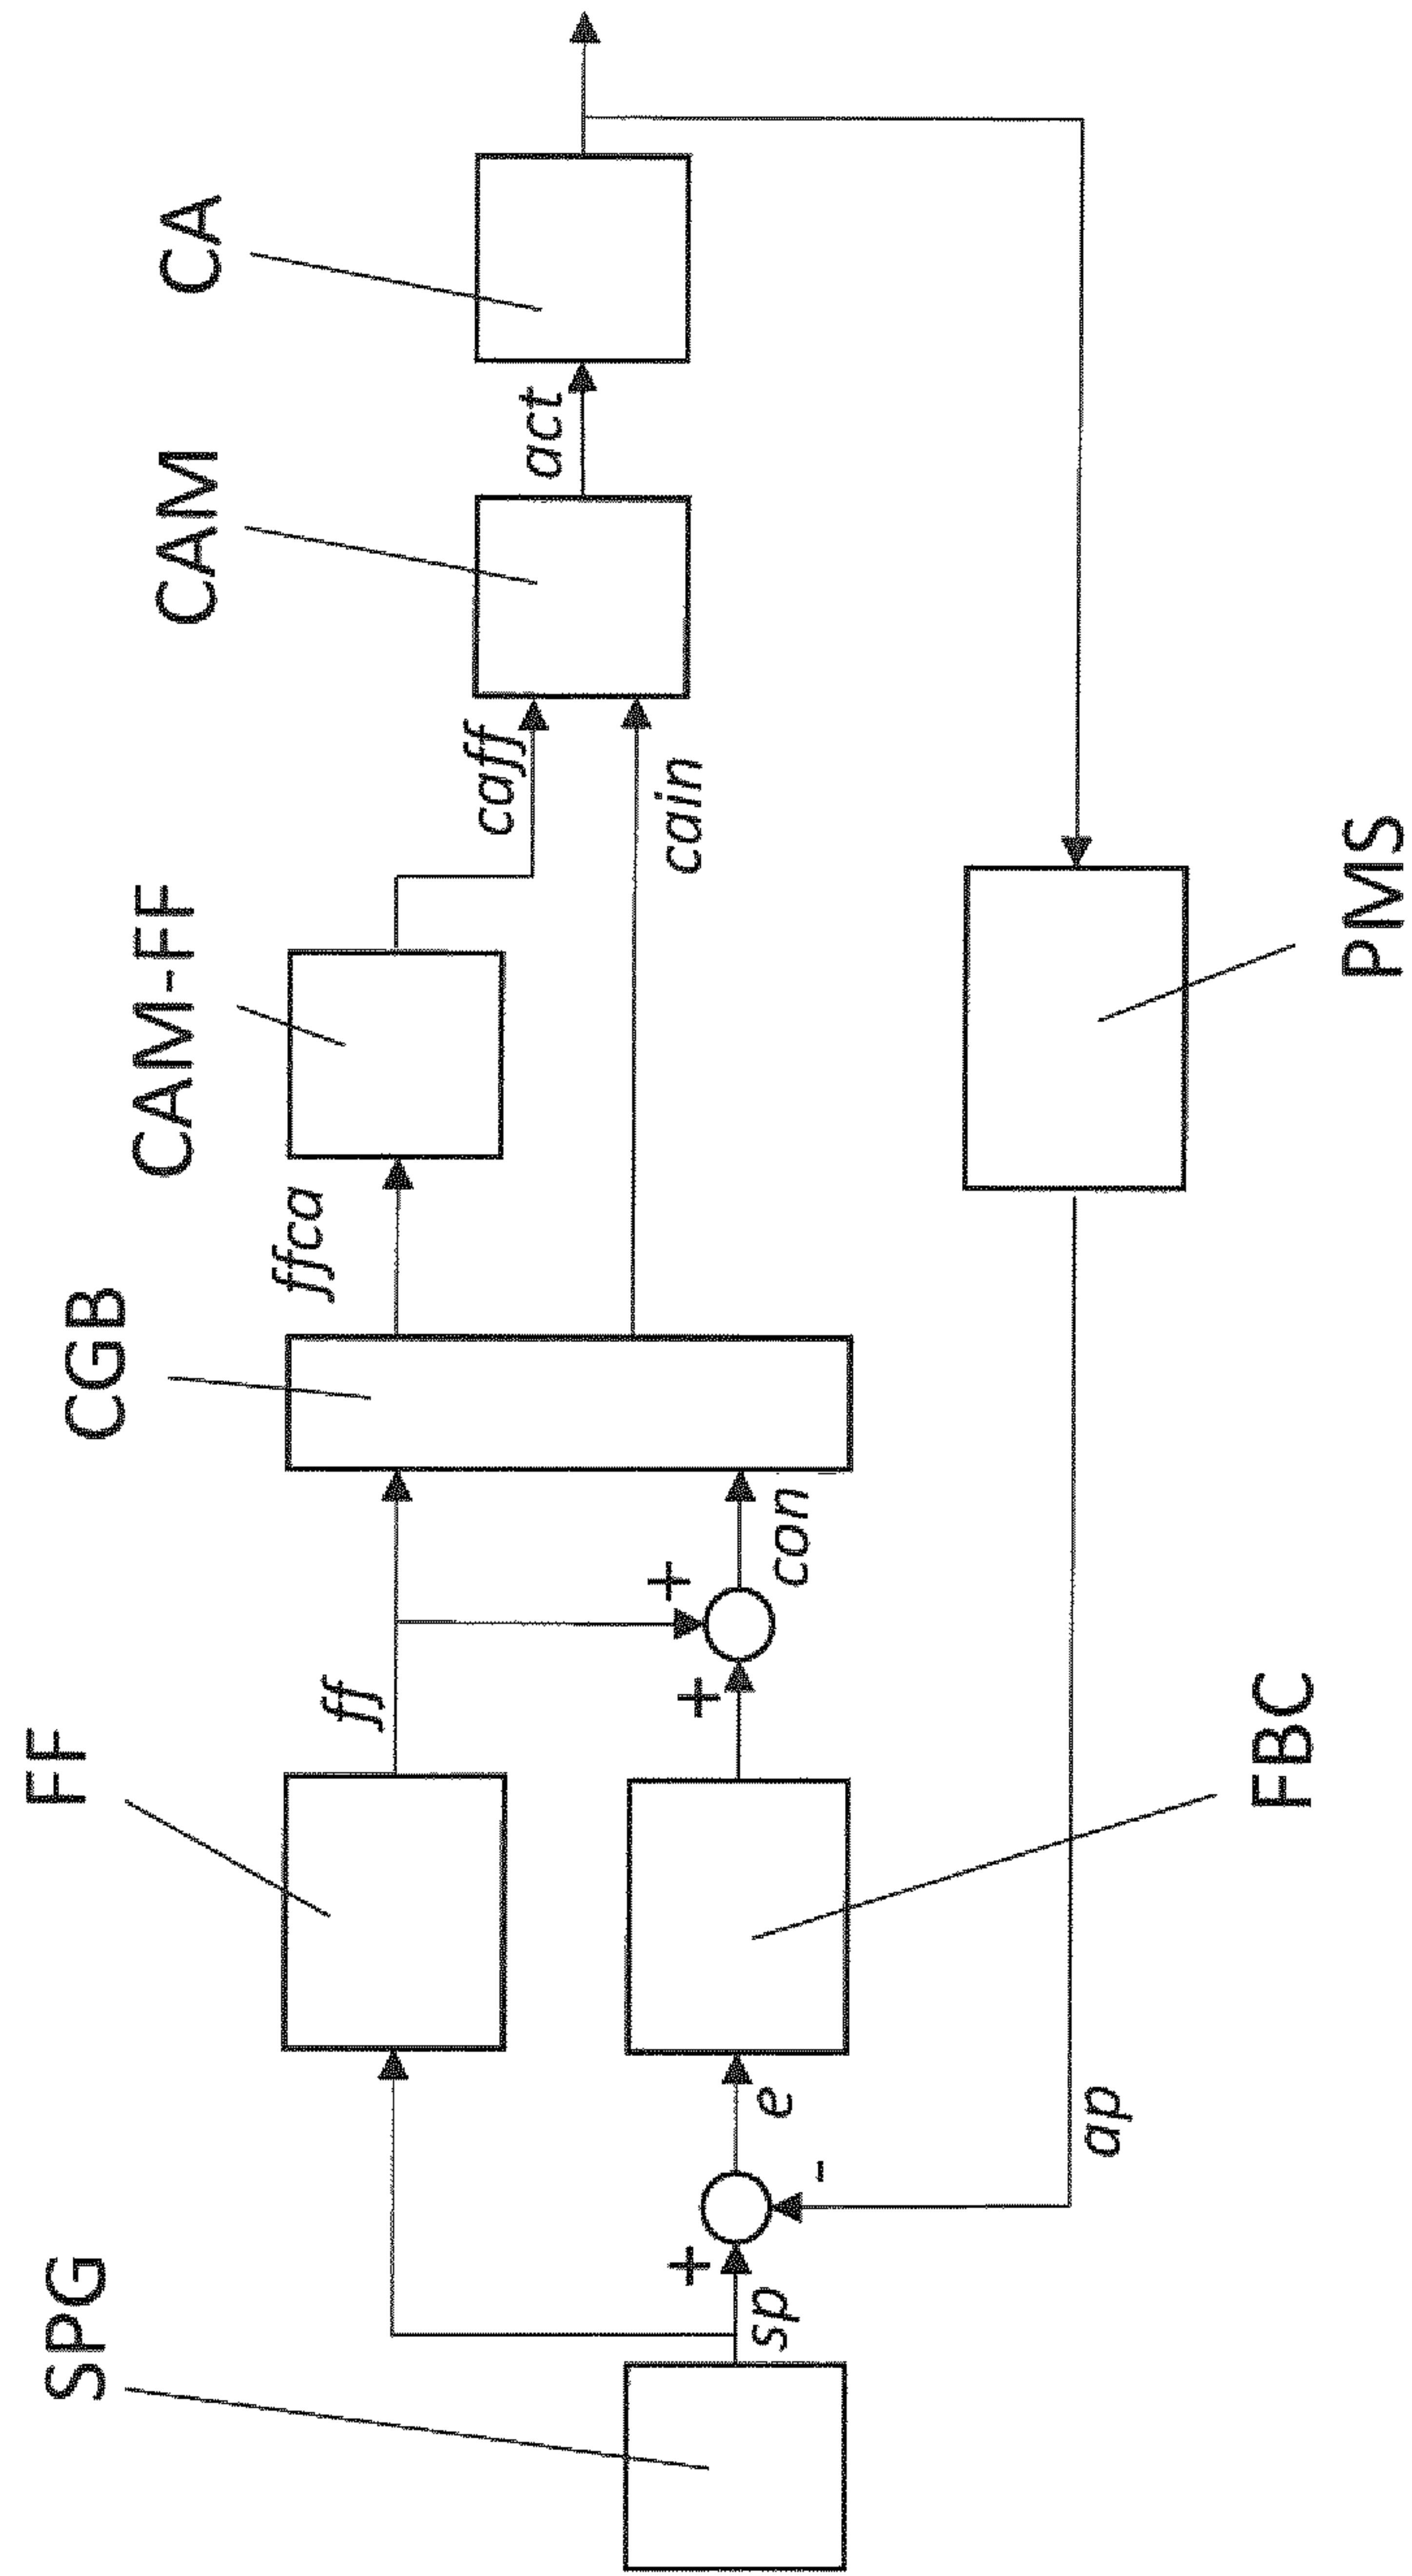 SPG
FF
CGB
CAM-FF
CAM
CA
ff
ffca
caff
act
cain
+
+
con
sp
+
e
-
ap
FBC
PMS